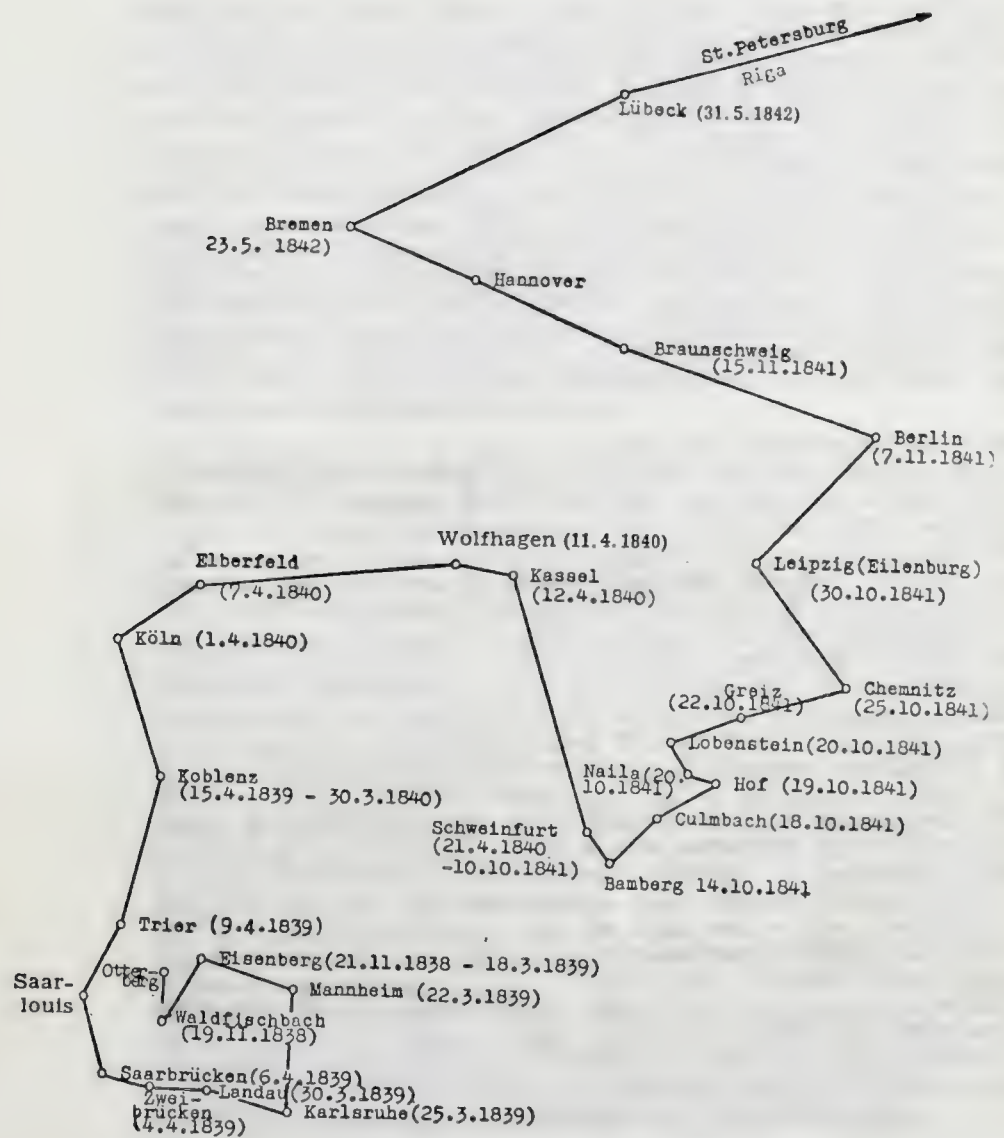 St.Petersburg
Riga
Lübeck (31.5.1842)
Bremen
23.5. 1842)
Hannover
Braunschweig
(15.11.1841)
Berlin
(7.11.1841)
Wolfhagen (11.4.1840)
Elberfeld
(7.4.1840)
Kassel
(12.4.1840)
Leipzig(Eilenburg)
(30.10.1841)
Köln (1.4.1840)
Greiz
(22.10.1841)
Chemnitz
(25.10.1841)
Lobenstein(20.10.1841)
Koblenz
(15.4.1839 - 30.3.1840)
Naila(20.
10.1841)
Hof (19.10.1841)
Culmbach(18.10.1841)
Schweinfurt
(21.4.1840
-10.10.1841)
Bamberg 14.10.1841
Trier (9.4.1839)
Otter-
berg
Eisenberg(21.11.1838 - 18.3.1839)
Saar-
louis
Mannheim (22.3.1839)
Waldfischbach
(19.11.1838)
Saarbrücken(6.4.1839)
Landau(30.3.1839)
Zwei-
brücken
(4.4.1839)
Karlsruhe(25.3.1839)